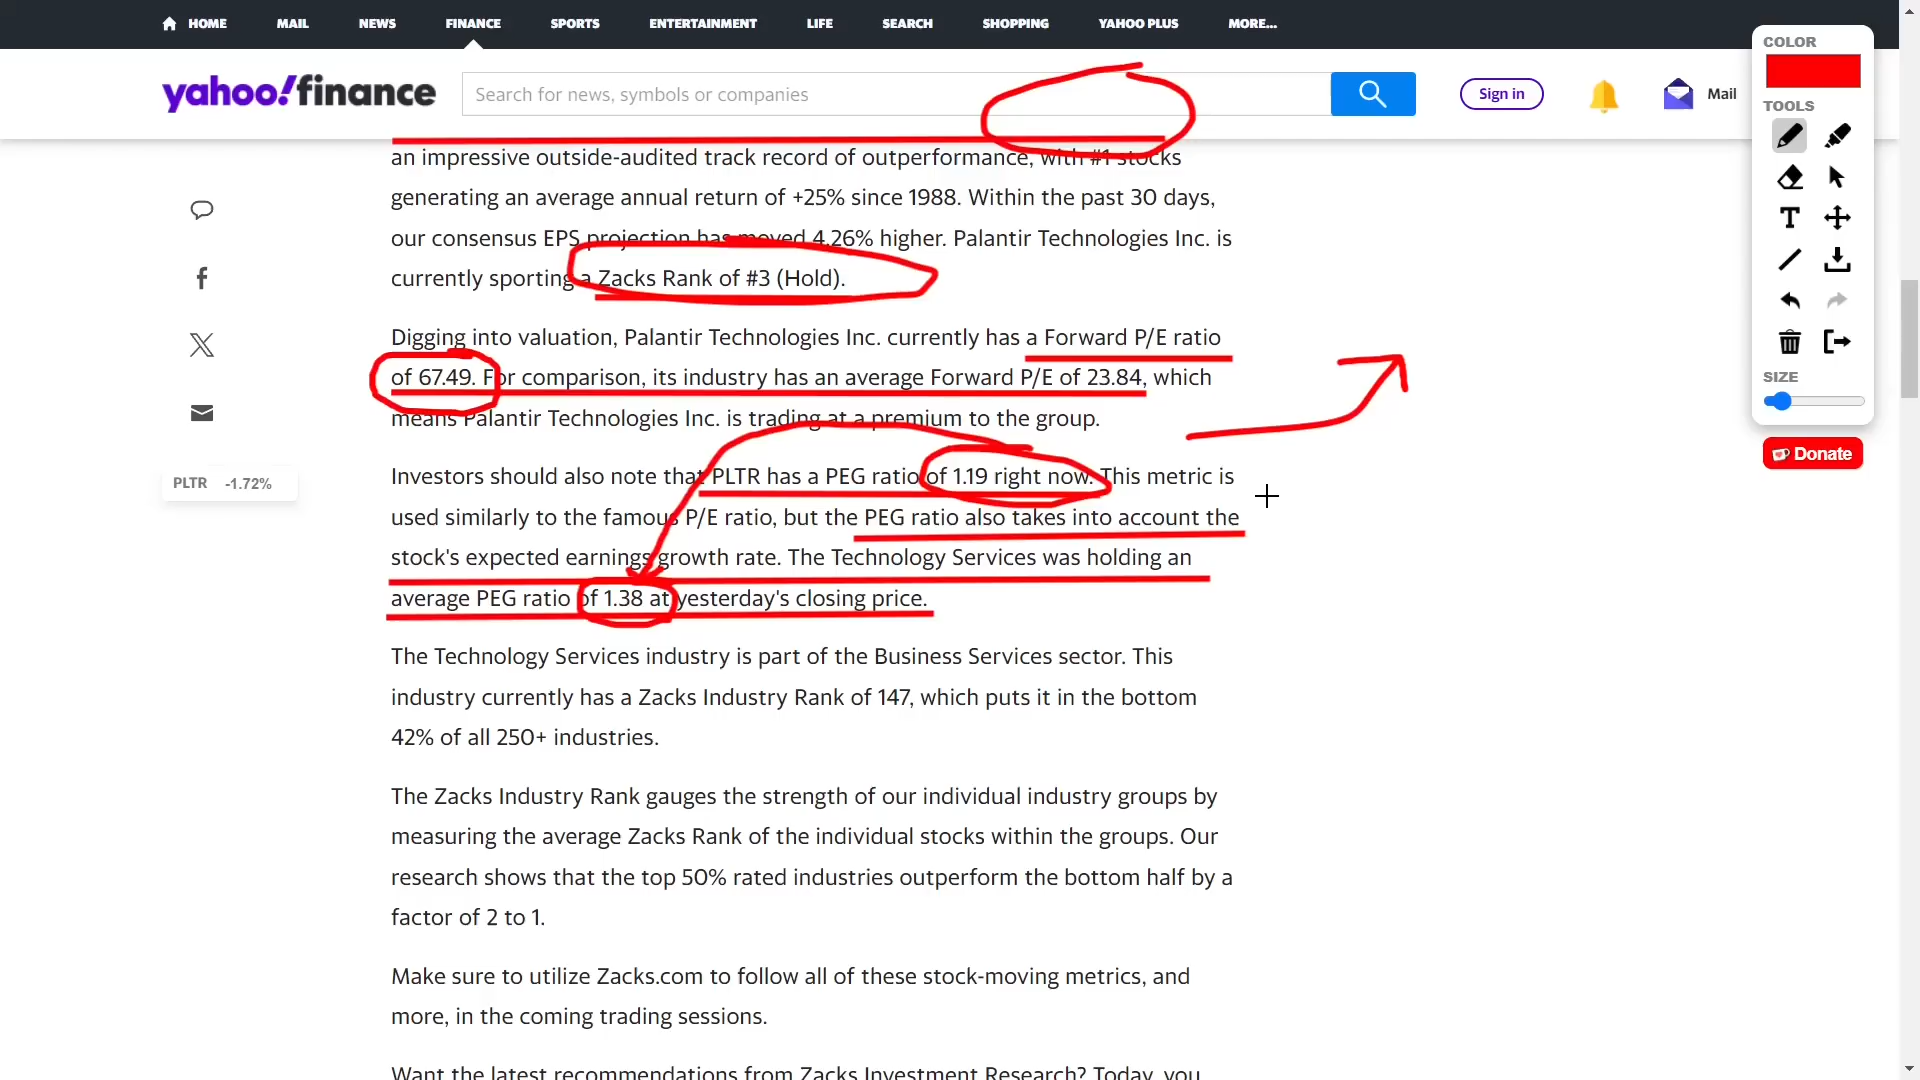 HOME MAIL NEWS FINANCE SPORTS ENTERTAINMENT LIFE SEARCH SHOPPING YAHOO PLUS MORE...
yahoo!finance
Search for news, symbols or companies
Sign in
Mail
COLOR
TOOLS
SIZE
Donate
PLTR -1.72%
an impressive outside-audited track record of outperformance, with #1 stocks
generating an average annual return of +25% since 1988. Within the past 30 days,
our consensus EPS projection has moved 4.26% higher. Palantir Technologies Inc. is
currently sporting a Zacks Rank of #3 (Hold).
Digging into valuation, Palantir Technologies Inc. currently has a Forward P/E ratio
of 67.49. For comparison, its industry has an average Forward P/E of 23.84, which
means Palantir Technologies Inc. is trading at a premium to the group.
Investors should also note that PLTR has a PEG ratio of 1.19 right now. This metric is
used similarly to the famous P/E ratio, but the PEG ratio also takes into account the
stock's expected earnings growth rate. The Technology Services was holding an
average PEG ratio of 1.38 at yesterday's closing price.
The Technology Services industry is part of the Business Services sector. This
industry currently has a Zacks Industry Rank of 147, which puts it in the bottom
42% of all 250+ industries.
The Zacks Industry Rank gauges the strength of our individual industry groups by
measuring the average Zacks Rank of the individual stocks within the groups. Our
research shows that the top 50% rated industries outperform the bottom half by a
factor of 2 to 1.
Make sure to utilize Zacks.com to follow all of these stock-moving metrics, and
more, in the coming trading sessions.
Want the latest recommendations from Zacks Investment Research? Today, you